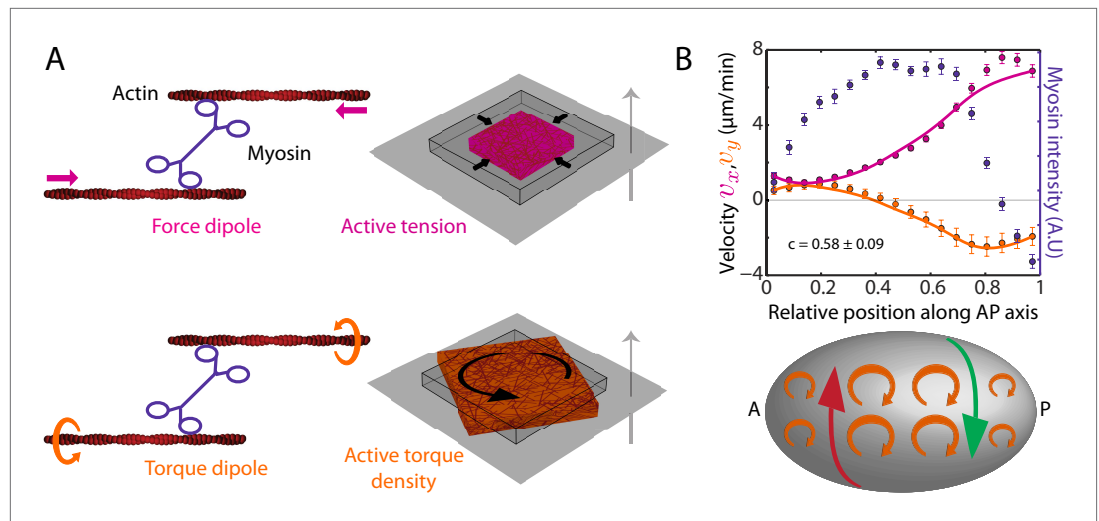 A
Actin
Myosin
Force dipole
Active tension
Torque dipole
Active torque
density
B
8
4
0
−4
Velocity vx,vy (μm/min)
Myosin intensity (A.U)
c = 0.58 ± 0.09
0 0.2 0.4 0.6 0.8 1
Relative position along AP axis
A
P